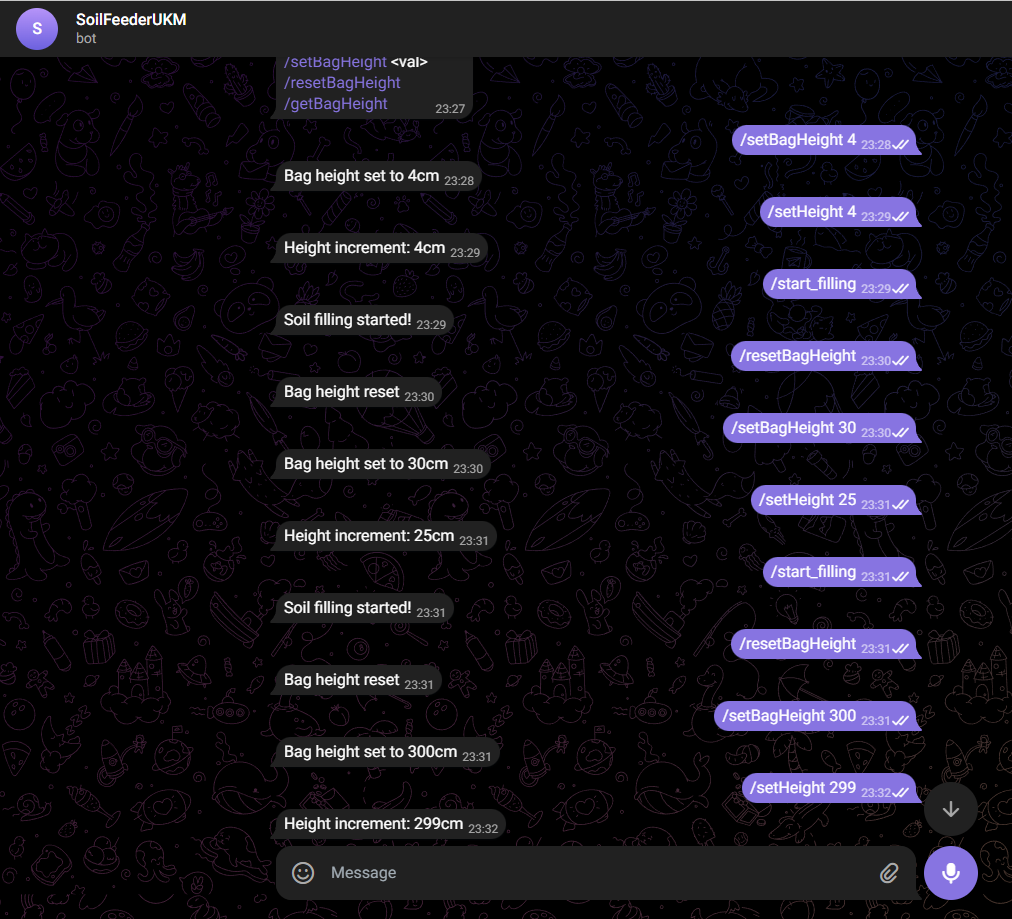 S
SoilFeederUKM
bot
/setBagHeight <val>
/resetBagHeight
/getBagHeight
23:27
/setBagHeight 4 23:28
Bag height set to 4cm 23:28
/setHeight 4 23:29
Height increment: 4cm 23:29
/start_filling 23:29
Soil filling started! 23:29
/resetBagHeight 23:30
Bag height reset 23:30
/setBagHeight 30 23:30
Bag height set to 30cm 23:30
/setHeight 25 23:31
Height increment: 25cm 23:31
/start_filling 23:31
Soil filling started! 23:31
/resetBagHeight 23:31
Bag height reset 23:31
/setBagHeight 300 23:31
Bag height set to 300cm 23:31
/setHeight 299 23:32
Height increment: 299cm 23:32
Message